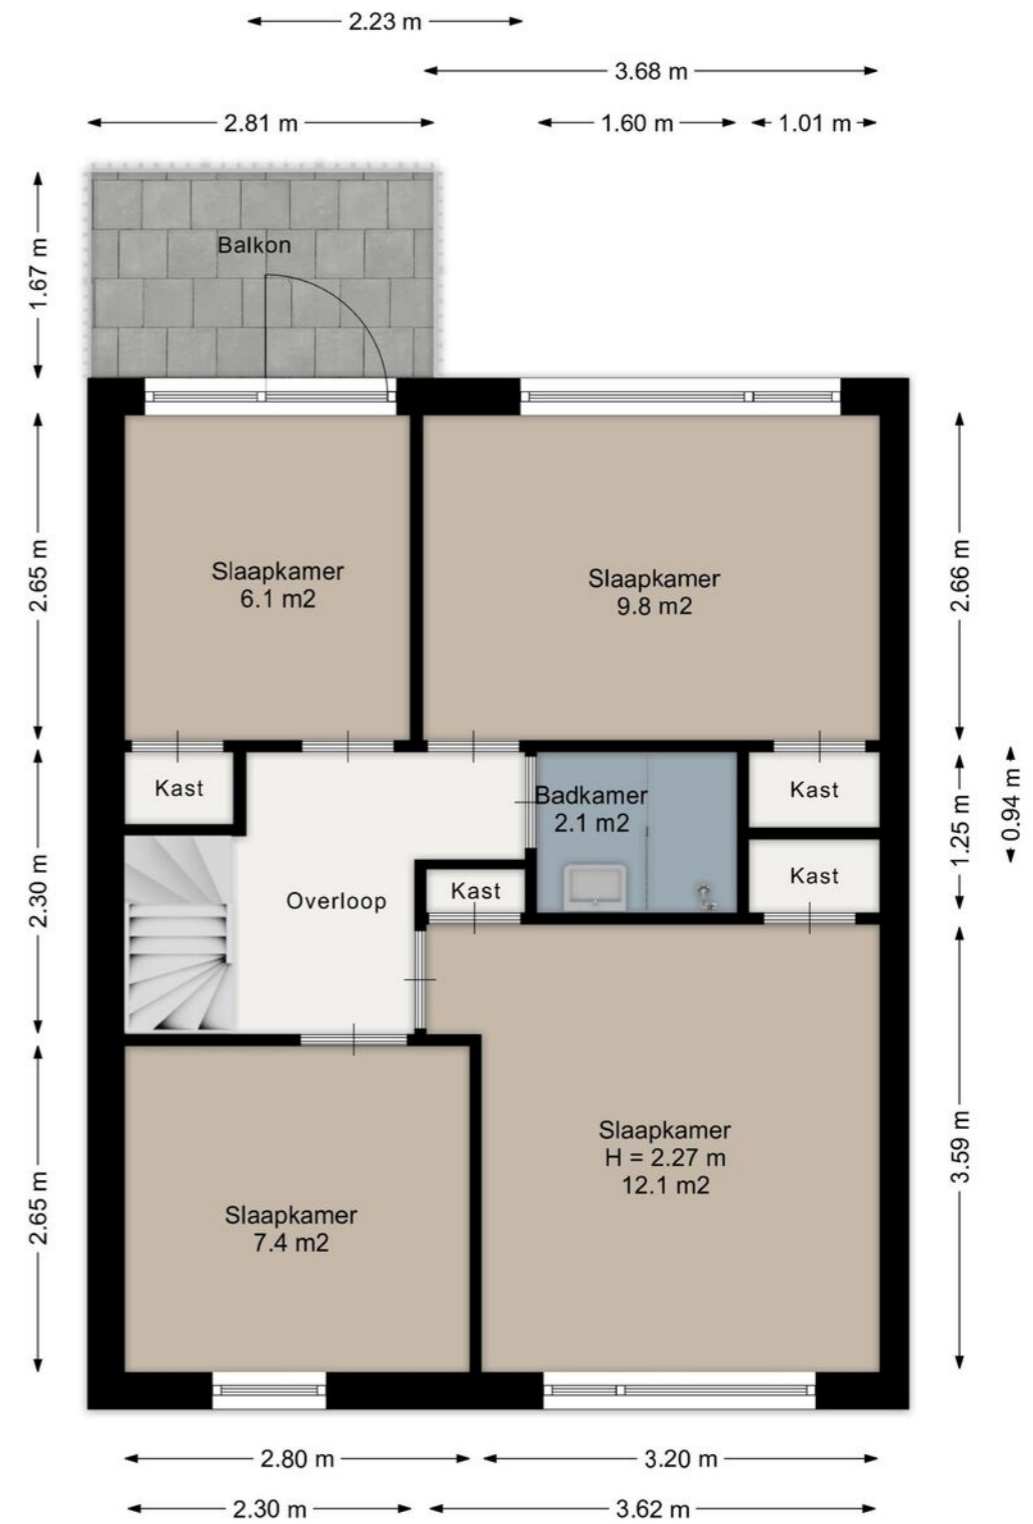 2.23 m
3.68 m
2.81 m
1.60 m
1.01 m
1.67 m
Balkon
2.65 m
Slaapkamer
6.1 m2
Slaapkamer
9.8 m2
2.66 m
Kast
Badkamer
2.1 m2
Kast
1.25 m
0.94 m
2.30 m
Overloop
Kast
Kast
Slaapkamer
H = 2.27 m
12.1 m2
3.59 m
2.65 m
Slaapkamer
7.4 m2
2.80 m
3.20 m
2.30 m
3.62 m